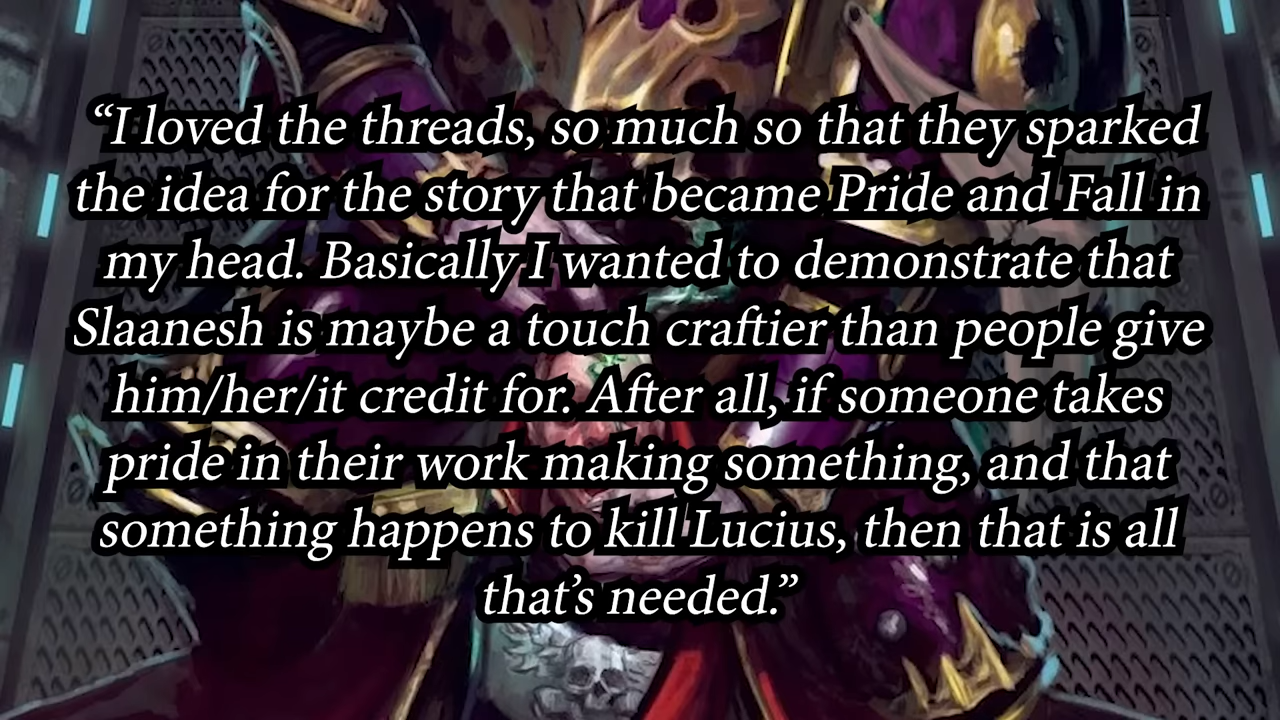 “I loved the threads, so much so that they sparked
the idea for the story that became Pride and Fall in
my head. Basically I wanted to demonstrate that
Slaanesh is maybe a touch craftier than people give
him/her/it credit for. After all, if someone takes
pride in their work making something, and that
something happens to kill Lucius, then that is all
that’s needed.”